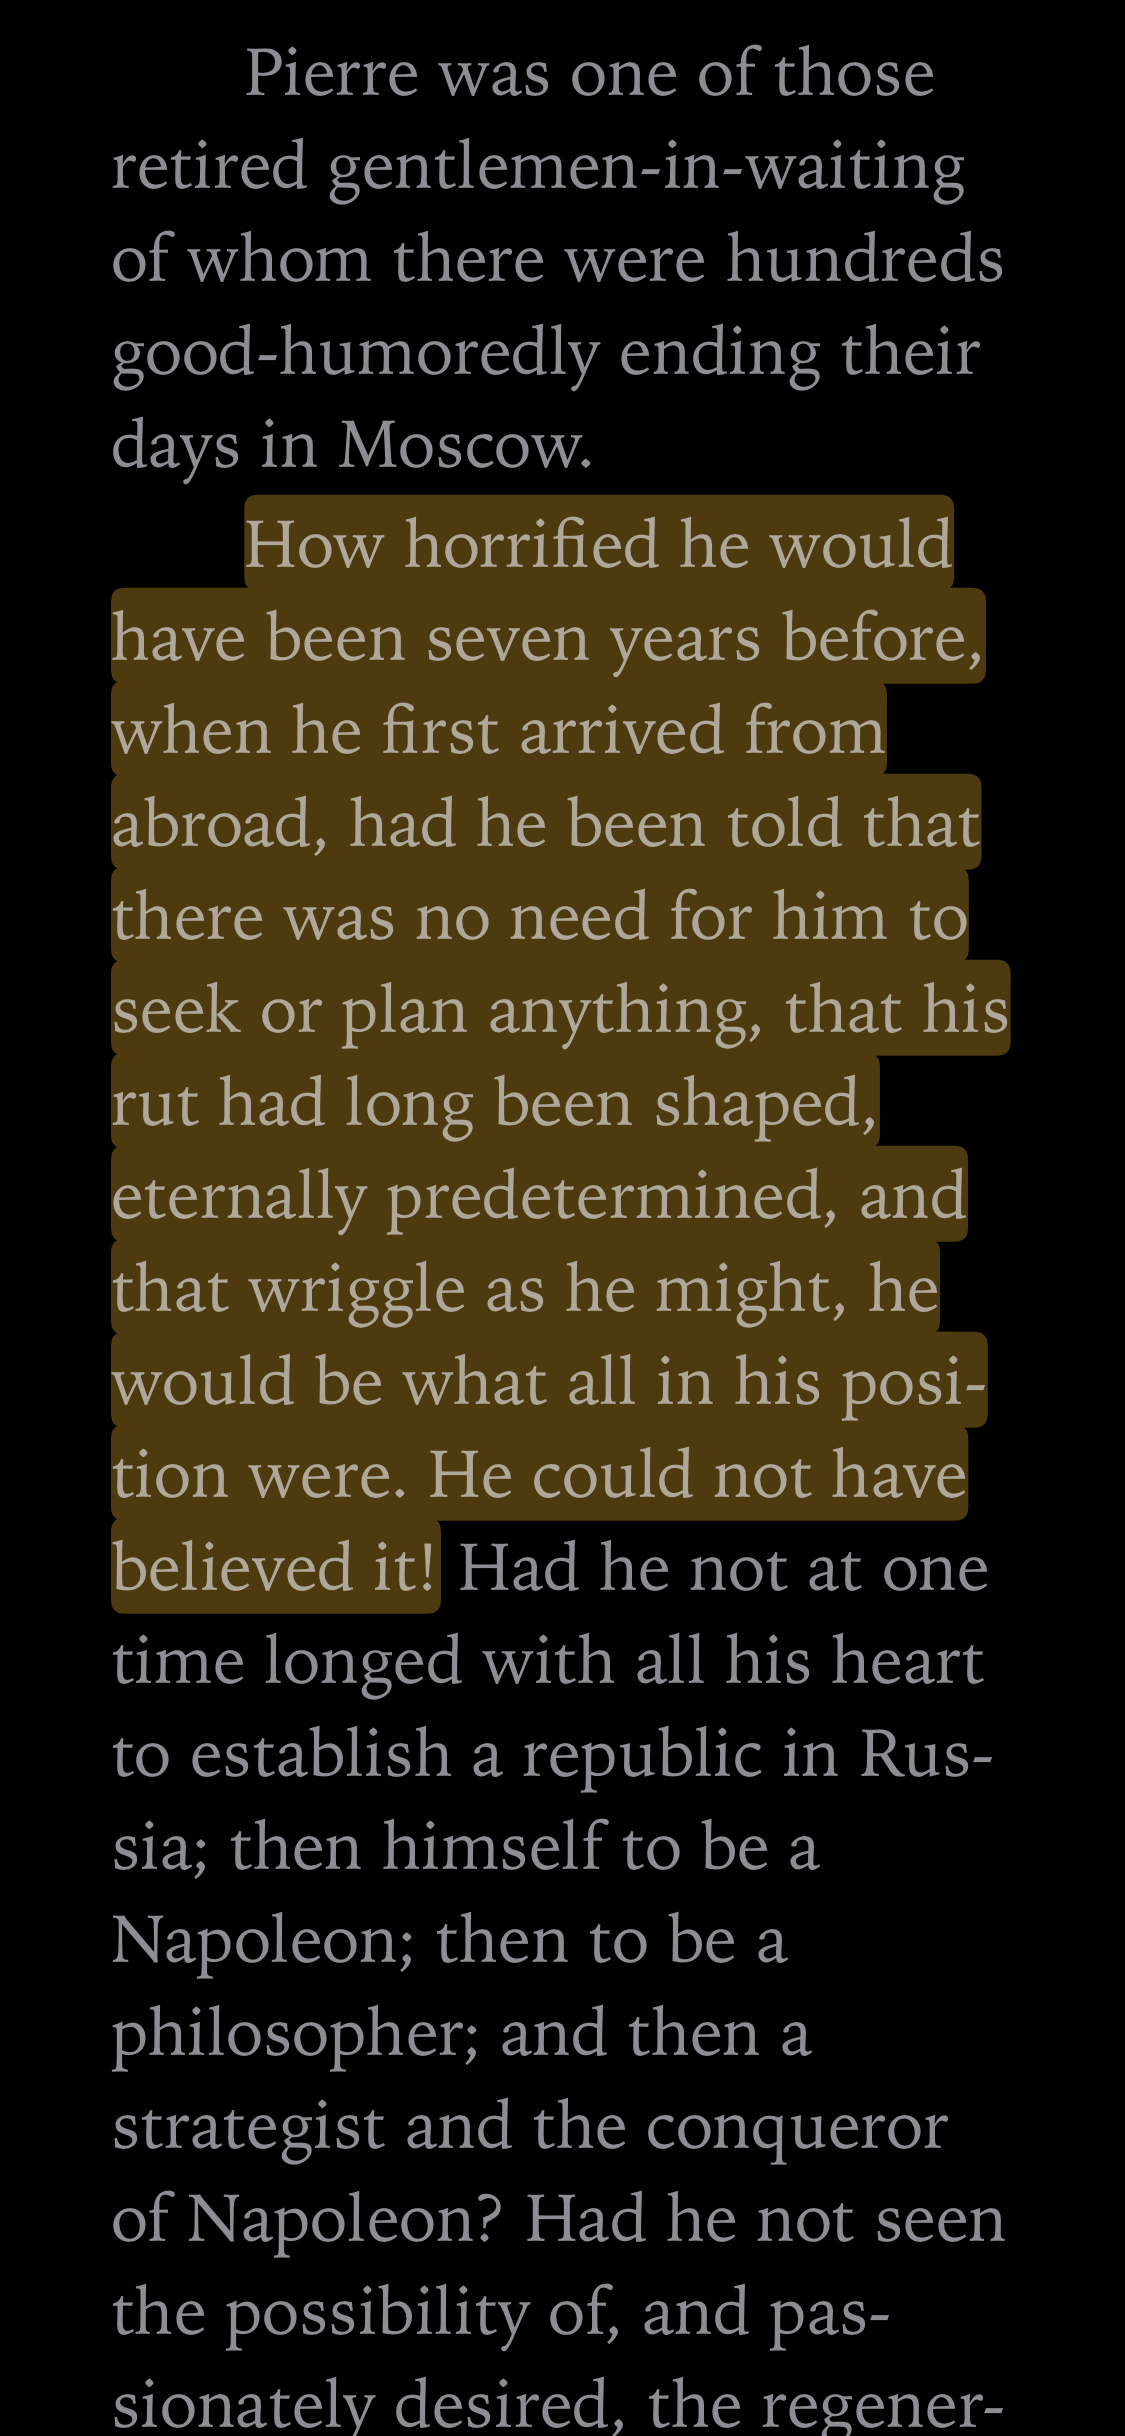 Pierre was one of those
retired gentlemen-in-waiting
of whom there were hundreds
good-humoredly ending their
days in Moscow.
How horrified he would
have been seven years before,
when he first arrived from
abroad, had he been told that
there was no need for him to
seek or plan anything, that his
rut had long been shaped,
eternally predetermined, and
that wriggle as he might, he
would be what all in his posi-
tion were. He could not have
believed it! Had he not at one
time longed with all his heart
to establish a republic in Rus-
sia; then himself to be a
Napoleon; then to be a
philosopher; and then a
strategist and the conqueror
of Napoleon? Had he not seen
the possibility of, and pas-
sionately desired, the regener-